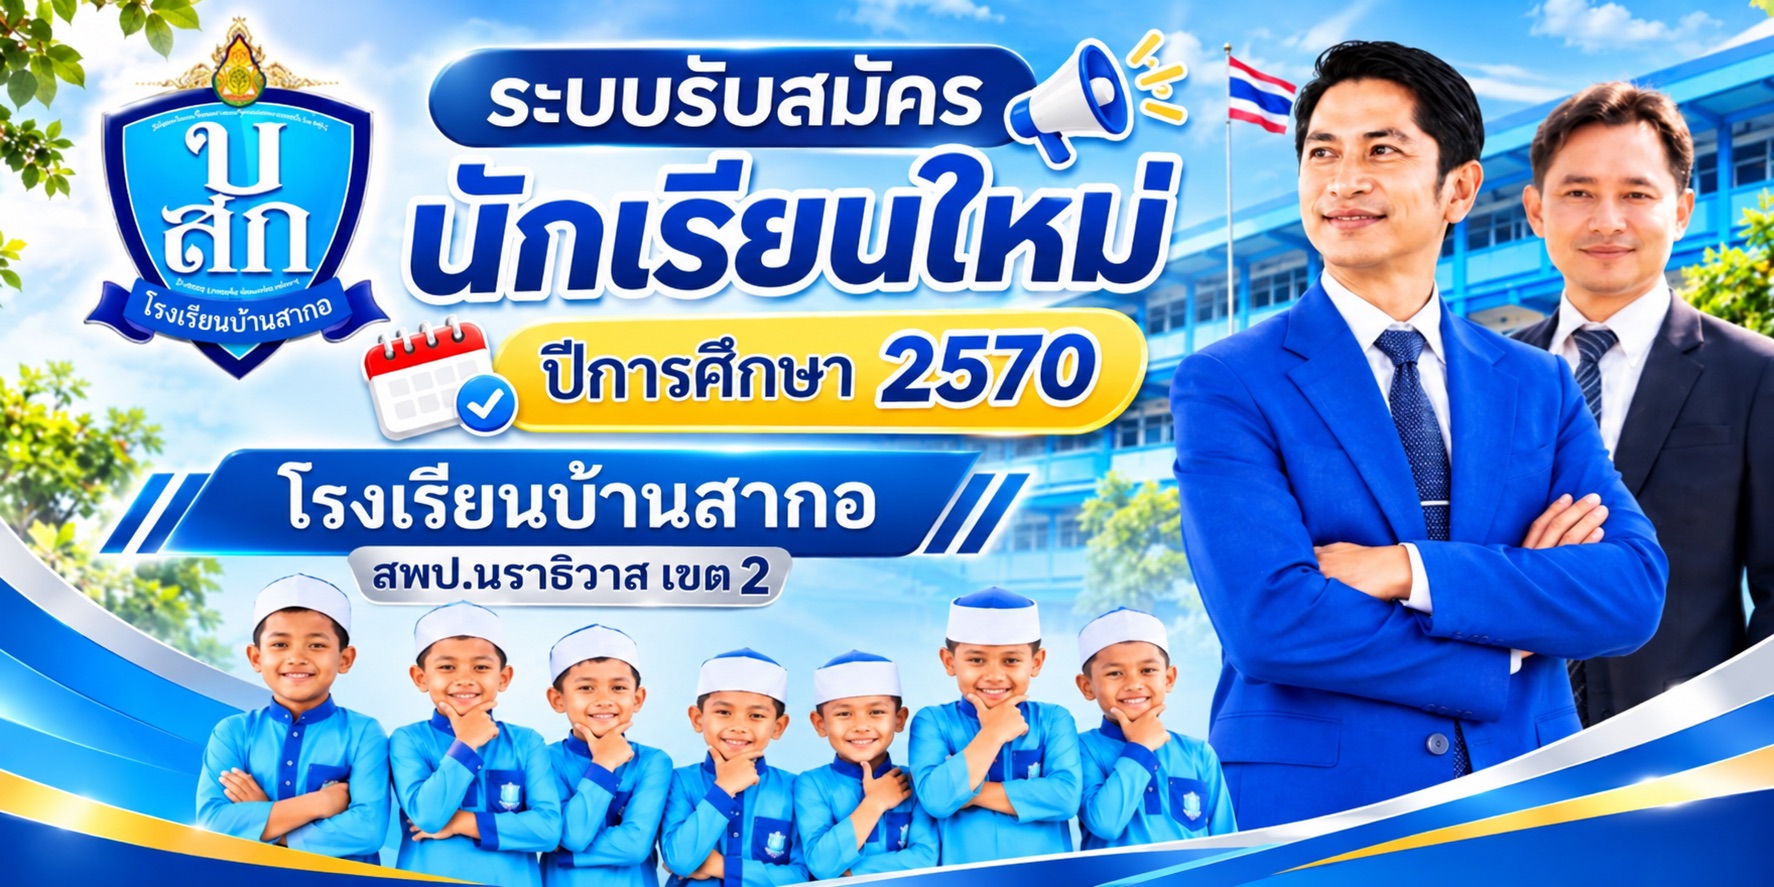 บ
สก
โรงเรียนบ้านสากอ
ระบบรับสมัคร
นักเรียนใหม่
ปีการศึกษา 2570
โรงเรียนบ้านสากอ
สพป.นราธิวาส เขต 2